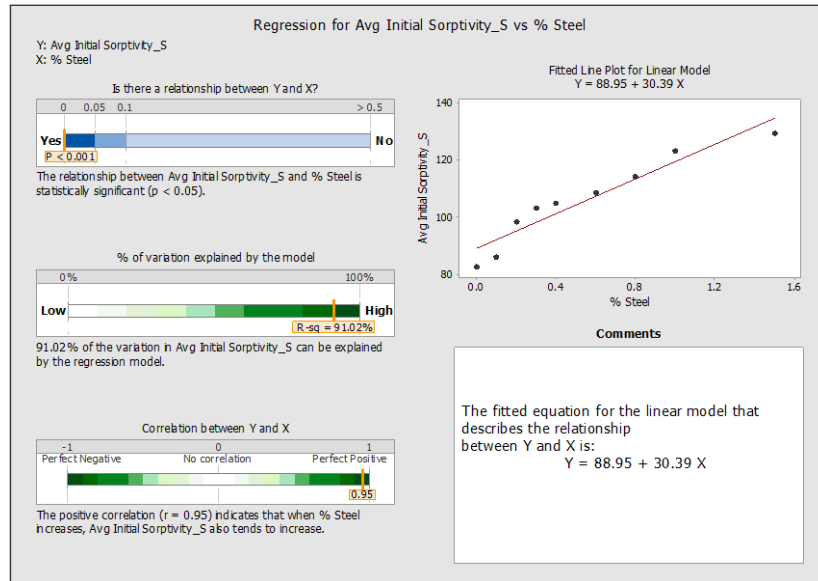 Regression for Avg Initial Sorptivity_S vs % Steel
Y: Avg Initial Sorptivity_S
X: % Steel
Is there a relationship between Y and X?
0 0.05 0.1 > 0.5
Yes No
P < 0.001
The relationship between Avg Initial Sorptivity_S and % Steel is
statistically significant (p < 0.05).
% of variation explained by the model
0% 100%
Low High
R-sq = 91.02%
91.02% of the variation in Avg Initial Sorptivity_S can be explained
by the regression model.
Correlation between Y and X
-1 0 1
Perfect Negative No correlation Perfect Positive
0.95
The positive correlation (r = 0.95) indicates that when % Steel
increases, Avg Initial Sorptivity_S also tends to increase.
Fitted Line Plot for Linear Model
Y = 88.95 + 30.39 X
Avg Initial Sorptivity_S
140
120
100
80
0.0 0.4 0.8 1.2 1.6
% Steel
Comments
The fitted equation for the linear model that
describes the relationship
between Y and X is:
Y = 88.95 + 30.39 X